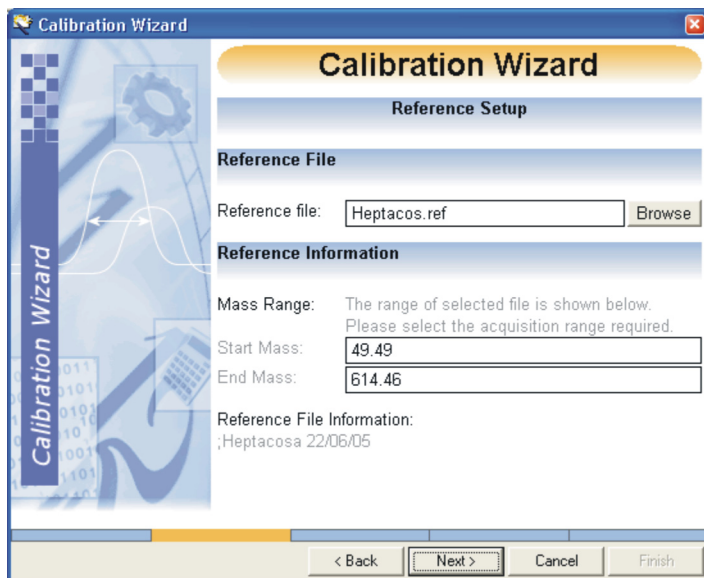 Calibration Wizard
Calibration Wizard
Calibration Wizard
Reference Setup
Reference File
Reference file:
Heptacos.ref
Browse
Reference Information
Mass Range:
The range of selected file is shown below.
Please select the acquisition range required.
Start Mass:
49.49
End Mass:
614.46
Reference File Information:
;Heptacosa 22/06/05
< Back
Next >
Cancel
Finish